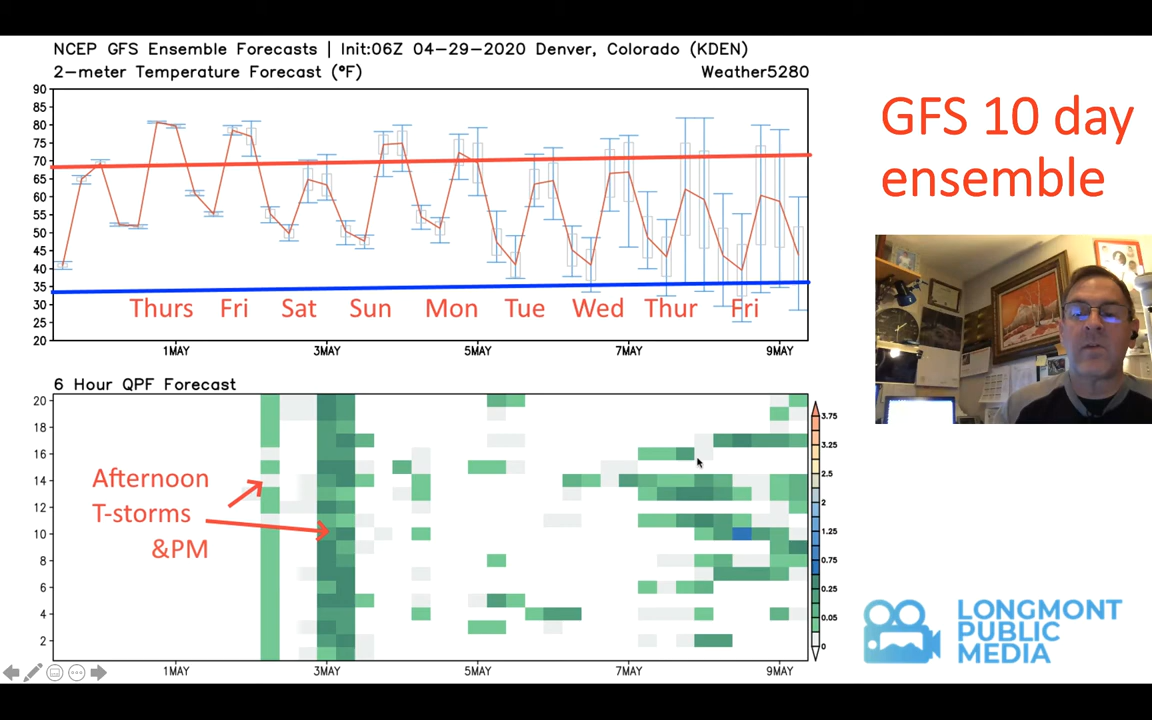 NCEP GFS Ensemble Forecasts | Init:06Z 04-29-2020 Denver, Colorado (KDEN)
2-meter Temperature Forecast (°F)
Weather5280
90
85
80
75
70
65
60
55
50
45
40
35
30
25
20
Thurs Fri Sat Sun Mon Tue Wed Thur Fri
1MAY 3MAY 5MAY 7MAY 9MAY
GFS 10 day
ensemble
6 Hour QPF Forecast
20
18
16
14
12
10
8
6
4
2
Afternoon
T-storms
&PM
1MAY 3MAY 5MAY 7MAY 9MAY
3.75
3.25
2.5
2
1.25
0.75
0.25
0.05
0
LONGMONT
PUBLIC
MEDIA